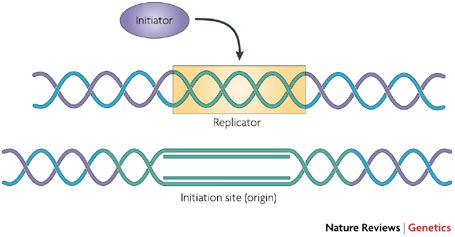 Initiator
Replicator
Initiation site (origin)
Nature Reviews | Genetics